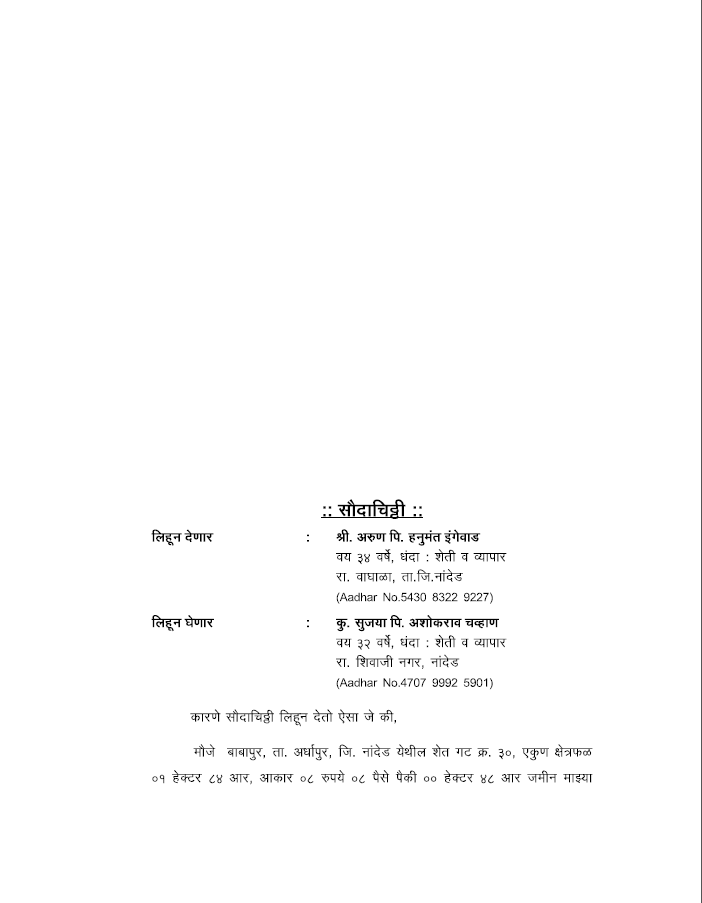 :: सौदाचिठ्ठी ::
लिहून देणार : श्री. अरुण पि. हनुमंत इंगेवाड
वय ३४ वर्षे, धंदा : शेती व व्यापार
रा. वाघाळा, ता.जि.नांदेड
(Aadhar No.5430 8322 9227)
लिहून घेणार : कु. सुजया पि. अशोकराव चव्हाण
वय ३२ वर्षे, धंदा : शेती व व्यापार
रा. शिवाजी नगर, नांदेड
(Aadhar No.4707 9992 5901)
कारणे सौदाचिठ्ठी लिहून देतो ऐसा जे की,
मौजे बाबापुर, ता. अर्धापुर, जि. नांदेड येथील शेत गट क्र. ३०, एकुण क्षेत्रफळ
०१ हेक्टर ८४ आर, आकार ०८ रुपये ०८ पैसे पैकी ०० हेक्टर ४८ आर जमीन माझ्या